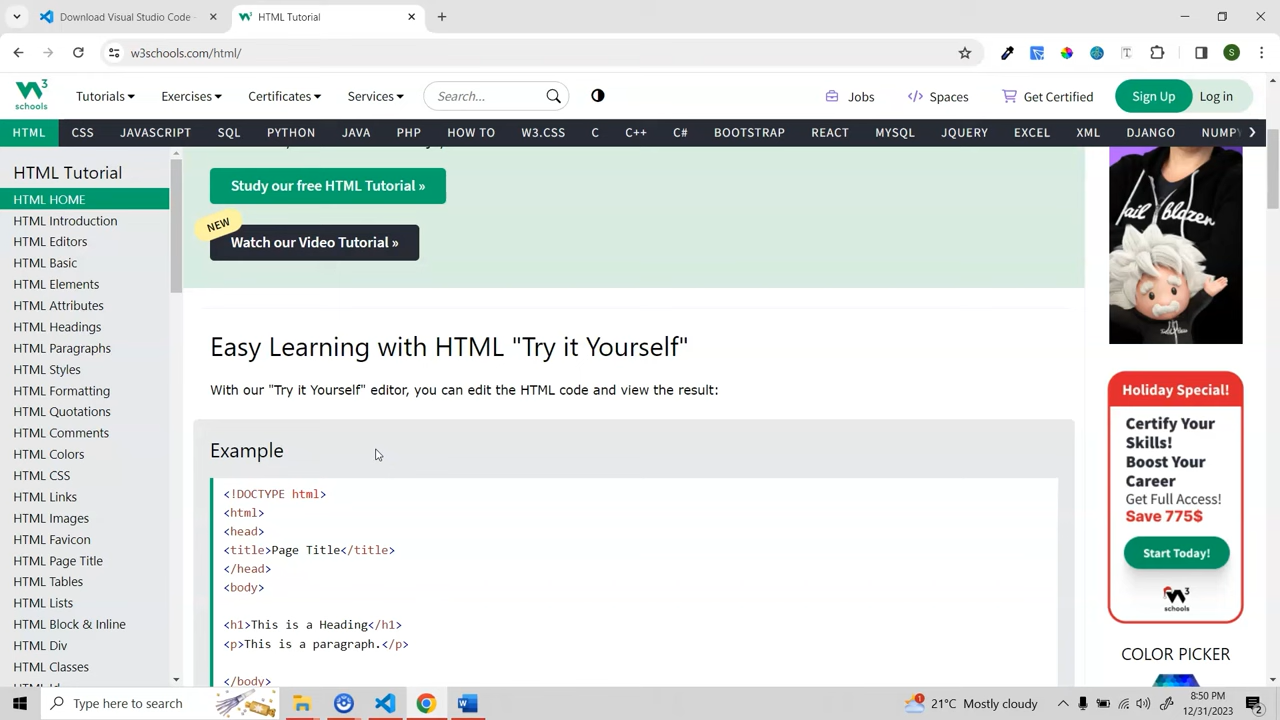 Download Visual Studio Code -
HTML Tutorial
w3schools.com/html/
S
schools
Tutorials
Exercises
Certificates
Services
Search...
Jobs
Spaces
Get Certified
Sign Up
Log in
HTML CSS JAVASCRIPT SQL PYTHON JAVA PHP HOW TO W3.CSS C C++ C# BOOTSTRAP REACT MYSQL JQUERY EXCEL XML DJANGO NUMPY
HTML Tutorial
HTML HOME
HTML Introduction
HTML Editors
HTML Basic
HTML Elements
HTML Attributes
HTML Headings
HTML Paragraphs
HTML Styles
HTML Formatting
HTML Quotations
HTML Comments
HTML Colors
HTML CSS
HTML Links
HTML Images
HTML Favicon
HTML Page Title
HTML Tables
HTML Lists
HTML Block & Inline
HTML Div
HTML Classes
Study our free HTML Tutorial »
NEW
Watch our Video Tutorial »
Easy Learning with HTML "Try it Yourself"
With our "Try it Yourself" editor, you can edit the HTML code and view the result:
Example
<!DOCTYPE html>
<html>
<head>
<title>Page Title</title>
</head>
<body>
<h1>This is a Heading</h1>
<p>This is a paragraph.</p>
</body>
Holiday Special!
Certify Your
Skills!
Boost Your
Career
Get Full Access!
Save 775$
Start Today!
schools
COLOR PICKER
Type here to search
1
21°C Mostly cloudy
8:50 PM
12/31/2023
2